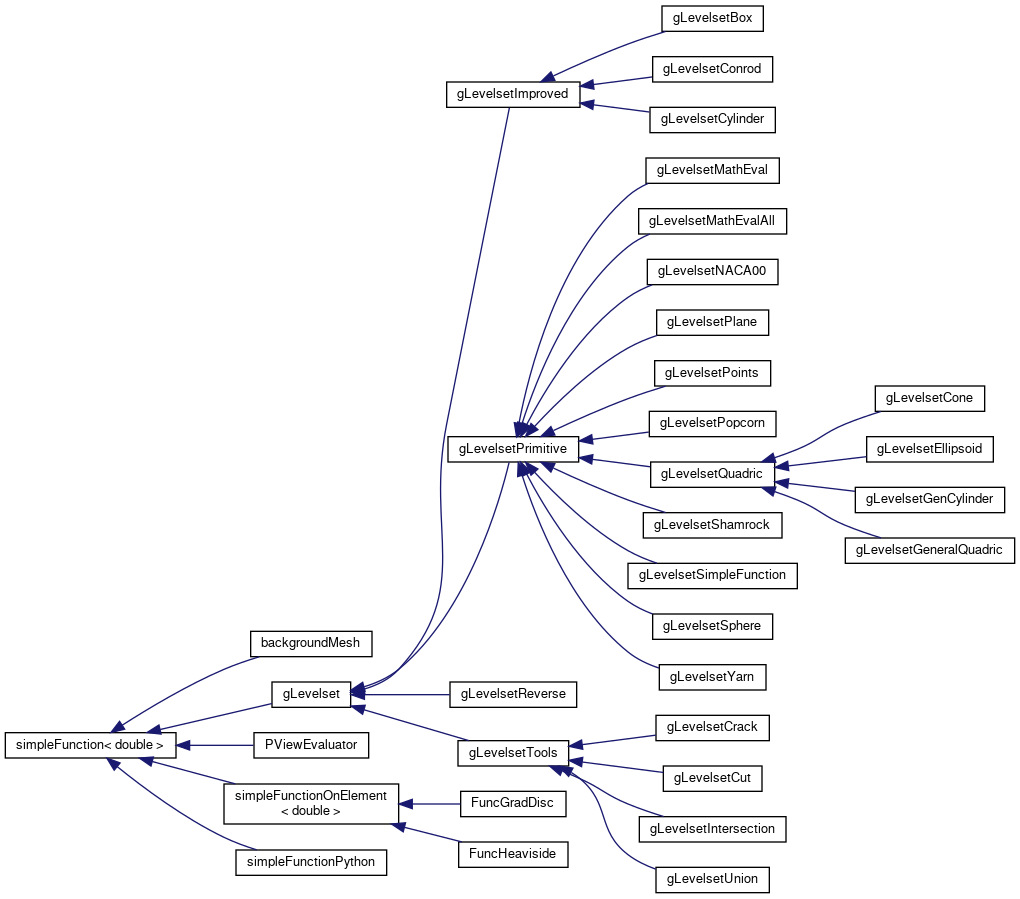 gLevelsetBox
gLevelsetConrod
gLevelsetImproved
gLevelsetCylinder
gLevelsetMathEval
gLevelsetMathEvalAll
gLevelsetNACA00
gLevelsetPlane
gLevelsetPoints
gLevelsetCone
gLevelsetPopcorn
gLevelsetPrimitive
gLevelsetEllipsoid
gLevelsetQuadric
gLevelsetGenCylinder
gLevelsetShamrock
gLevelsetGeneralQuadric
gLevelsetSimpleFunction
gLevelsetSphere
backgroundMesh
gLevelsetYarn
gLevelset
gLevelsetReverse
gLevelsetCrack
simpleFunction< double >
PViewEvaluator
gLevelsetTools
gLevelsetCut
simpleFunctionOnElement
< double >
FuncGradDisc
gLevelsetIntersection
FuncHeaviside
simpleFunctionPython
gLevelsetUnion